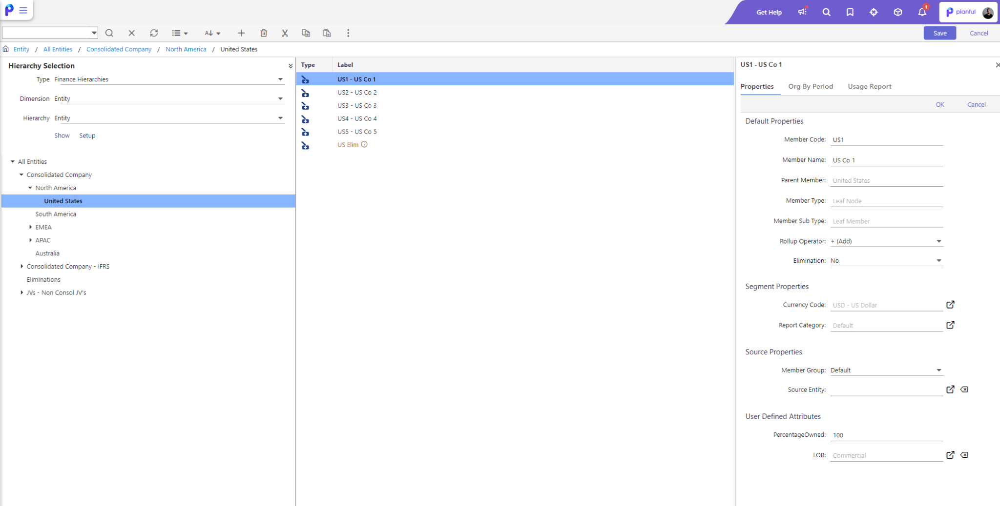 Get Help
1
planful
Save
Cancel
Entity / All Entities / Consolidated Company / North America / United States
Hierarchy Selection
Type Finance Hierarchies
Dimension Entity
Hierarchy Entity
Show Setup
All Entities
Consolidated Company
North America
United States
South America
EMEA
APAC
Australia
Consolidated Company - IFRS
Eliminations
JVs - Non Consol JV's
Type Label
US1 - US Co 1
US2 - US Co 2
US3 - US Co 3
US4 - US Co 4
US5 - US Co 5
US Elim
US1 - US Co 1
Properties Org By Period Usage Report
OK Cancel
Default Properties
Member Code: US1
Member Name: US Co 1
Parent Member: United States
Member Type: Leaf Node
Member Sub Type: Leaf Member
Rollup Operator: + (Add)
Elimination: No
Segment Properties
Currency Code: USD - US Dollar
Report Category: Default
Source Properties
Member Group: Default
Source Entity:
User Defined Attributes
PercentageOwned: 100
LOB: Commercial